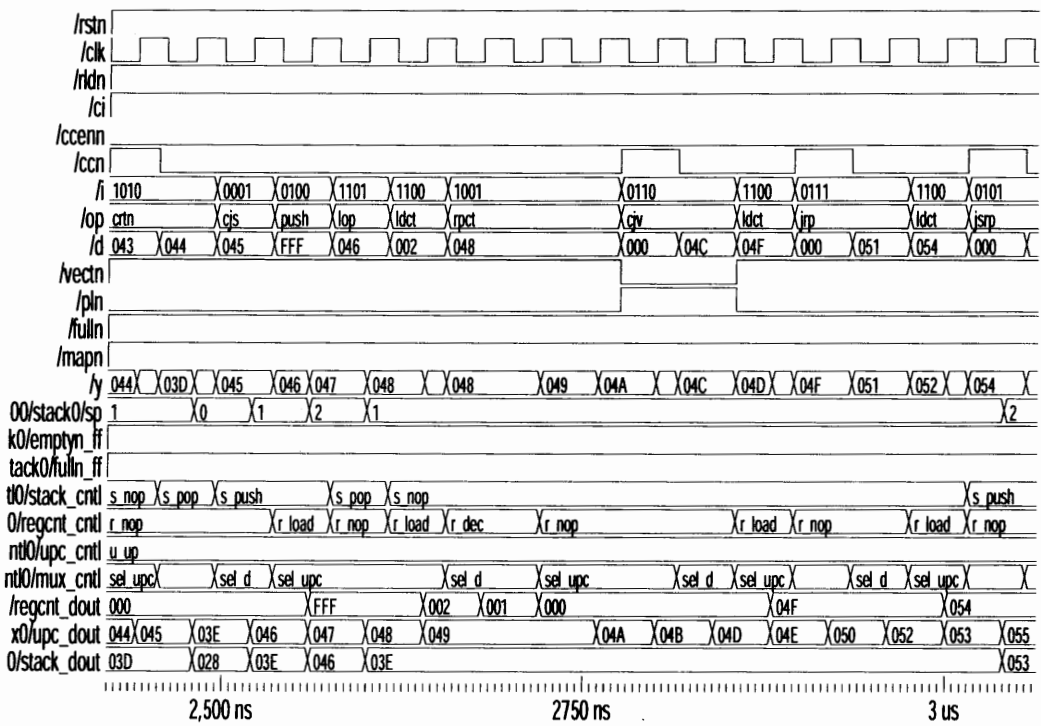 /rstn
/clk
/rldn
/ci
/ccenn
/ccn
/i 1010 0001 0100 1101 1100 1001 0110 1100 0111 1100 0101
/op crtn cjs push lop ldct rpct cjv ldct jrp ldct jsrp
/d 043 044 045 FFF 046 002 048 000 04C 04F 000 051 054 000
/vectn
/pln
/fulln
/mapn
/y 044 03D 045 046 047 048 048 049 04A 04C 04D 04F 051 052 054
00/stack0/sp 1 0 1 2 1 2
k0/emptyn_ff
tack0/fulln_ff
tl0/stack_cntl s_nop s_pop s_push s_pop s_nop s_push
0/regcnt_cntl r_nop r_load r_nop r_load r_dec r_nop r_load r_nop r_load r_nop
ntl0/upc_cntl u_up
ntl0/mux_cntl sel_upc sel_d sel_upc sel_d sel_upc sel_d sel_upc sel_d sel_upc
/regcnt_dout 000 FFF 002 001 000 04F 054
x0/upc_dout 044 045 03E 046 047 048 049 04A 04B 04D 04E 050 052 053 055
0/stack_dout 03D 028 03E 046 03E 053
2,500 ns 2750 ns 3 us